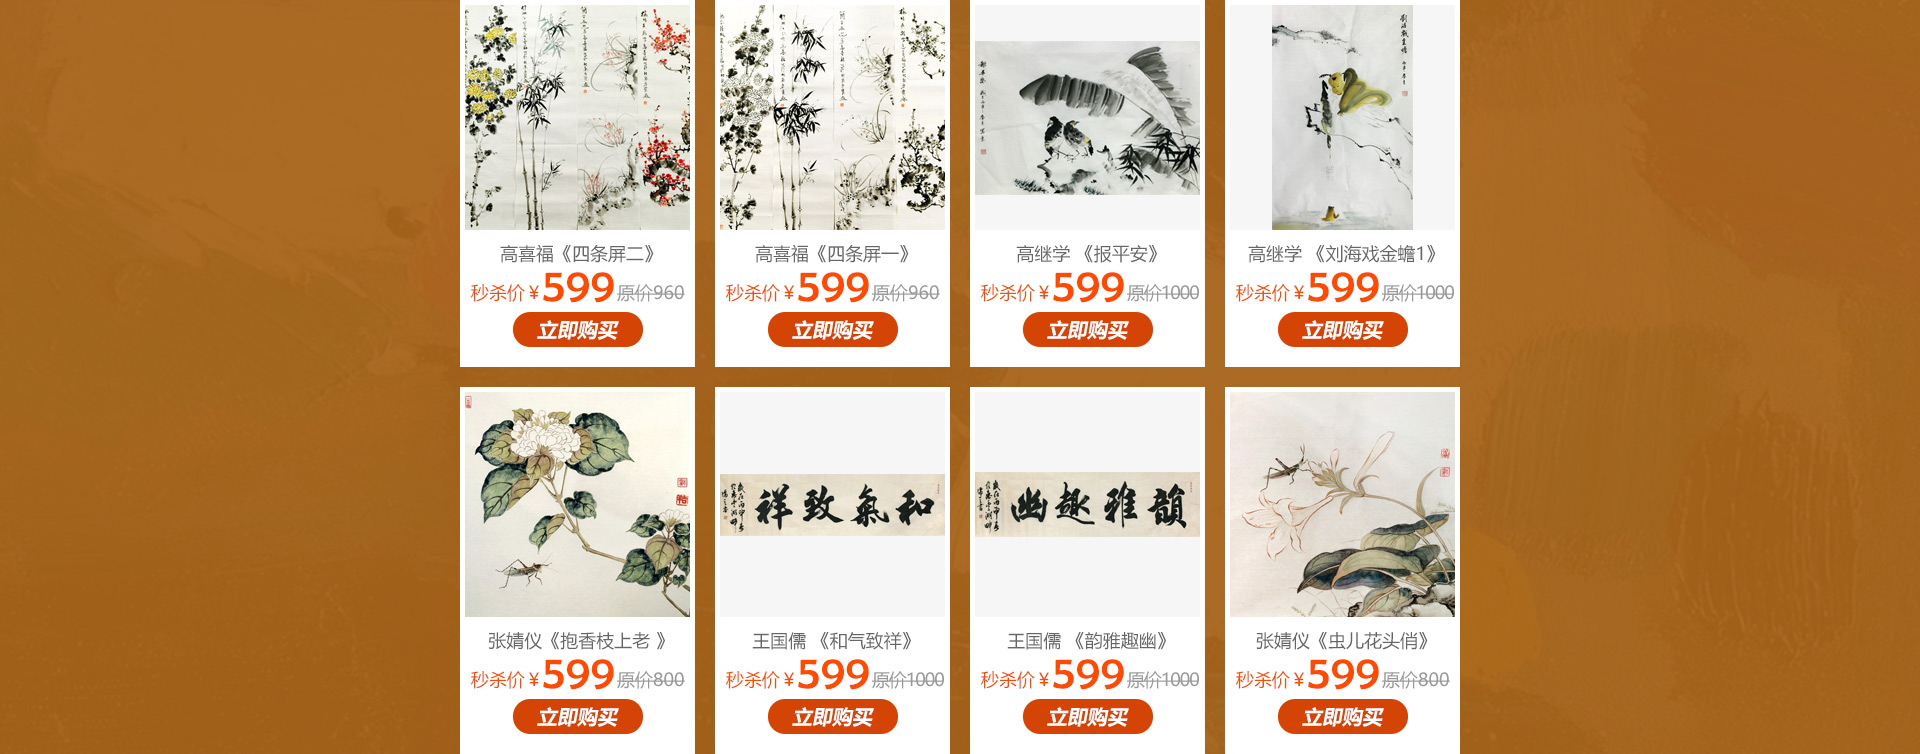 高喜福《四条屏二》
秒杀价 ¥ 599 原价960
立即购买
高喜福《四条屏一》
秒杀价 ¥ 599 原价960
立即购买
高继学 《报平安》
秒杀价 ¥ 599 原价1000
立即购买
劉海戲金蟾
高继学 《刘海戏金蟾1》
秒杀价 ¥ 599 原价1000
立即购买
张婧仪《抱香枝上老 》
秒杀价 ¥ 599 原价800
立即购买
和氣致祥
王国儒 《和气致祥》
秒杀价 ¥ 599 原价1000
立即购买
韻雅趣幽
王国儒 《韵雅趣幽》
秒杀价 ¥ 599 原价1000
立即购买
张婧仪《虫儿花头俏》
秒杀价 ¥ 599 原价800
立即购买